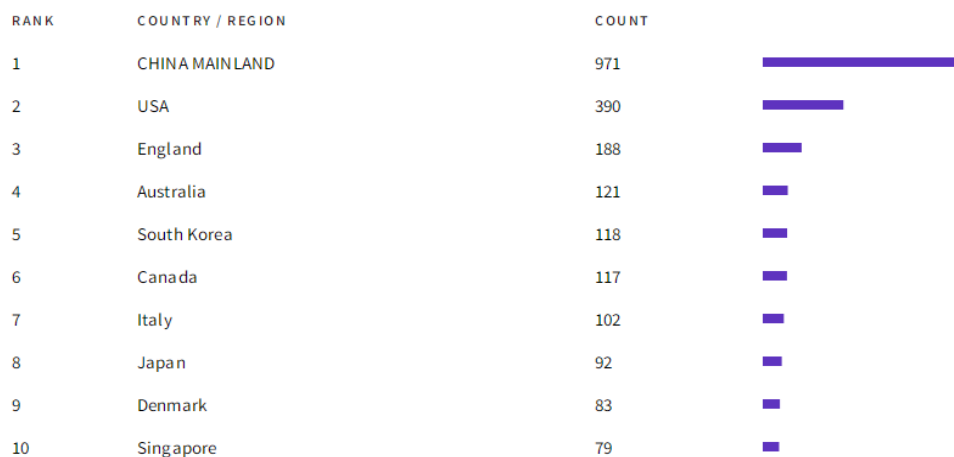 RANK COUNTRY / REGION COUNT
1 CHINA MAINLAND 971
2 USA 390
3 England 188
4 Australia 121
5 South Korea 118
6 Canada 117
7 Italy 102
8 Japan 92
9 Denmark 83
10 Singapore 79